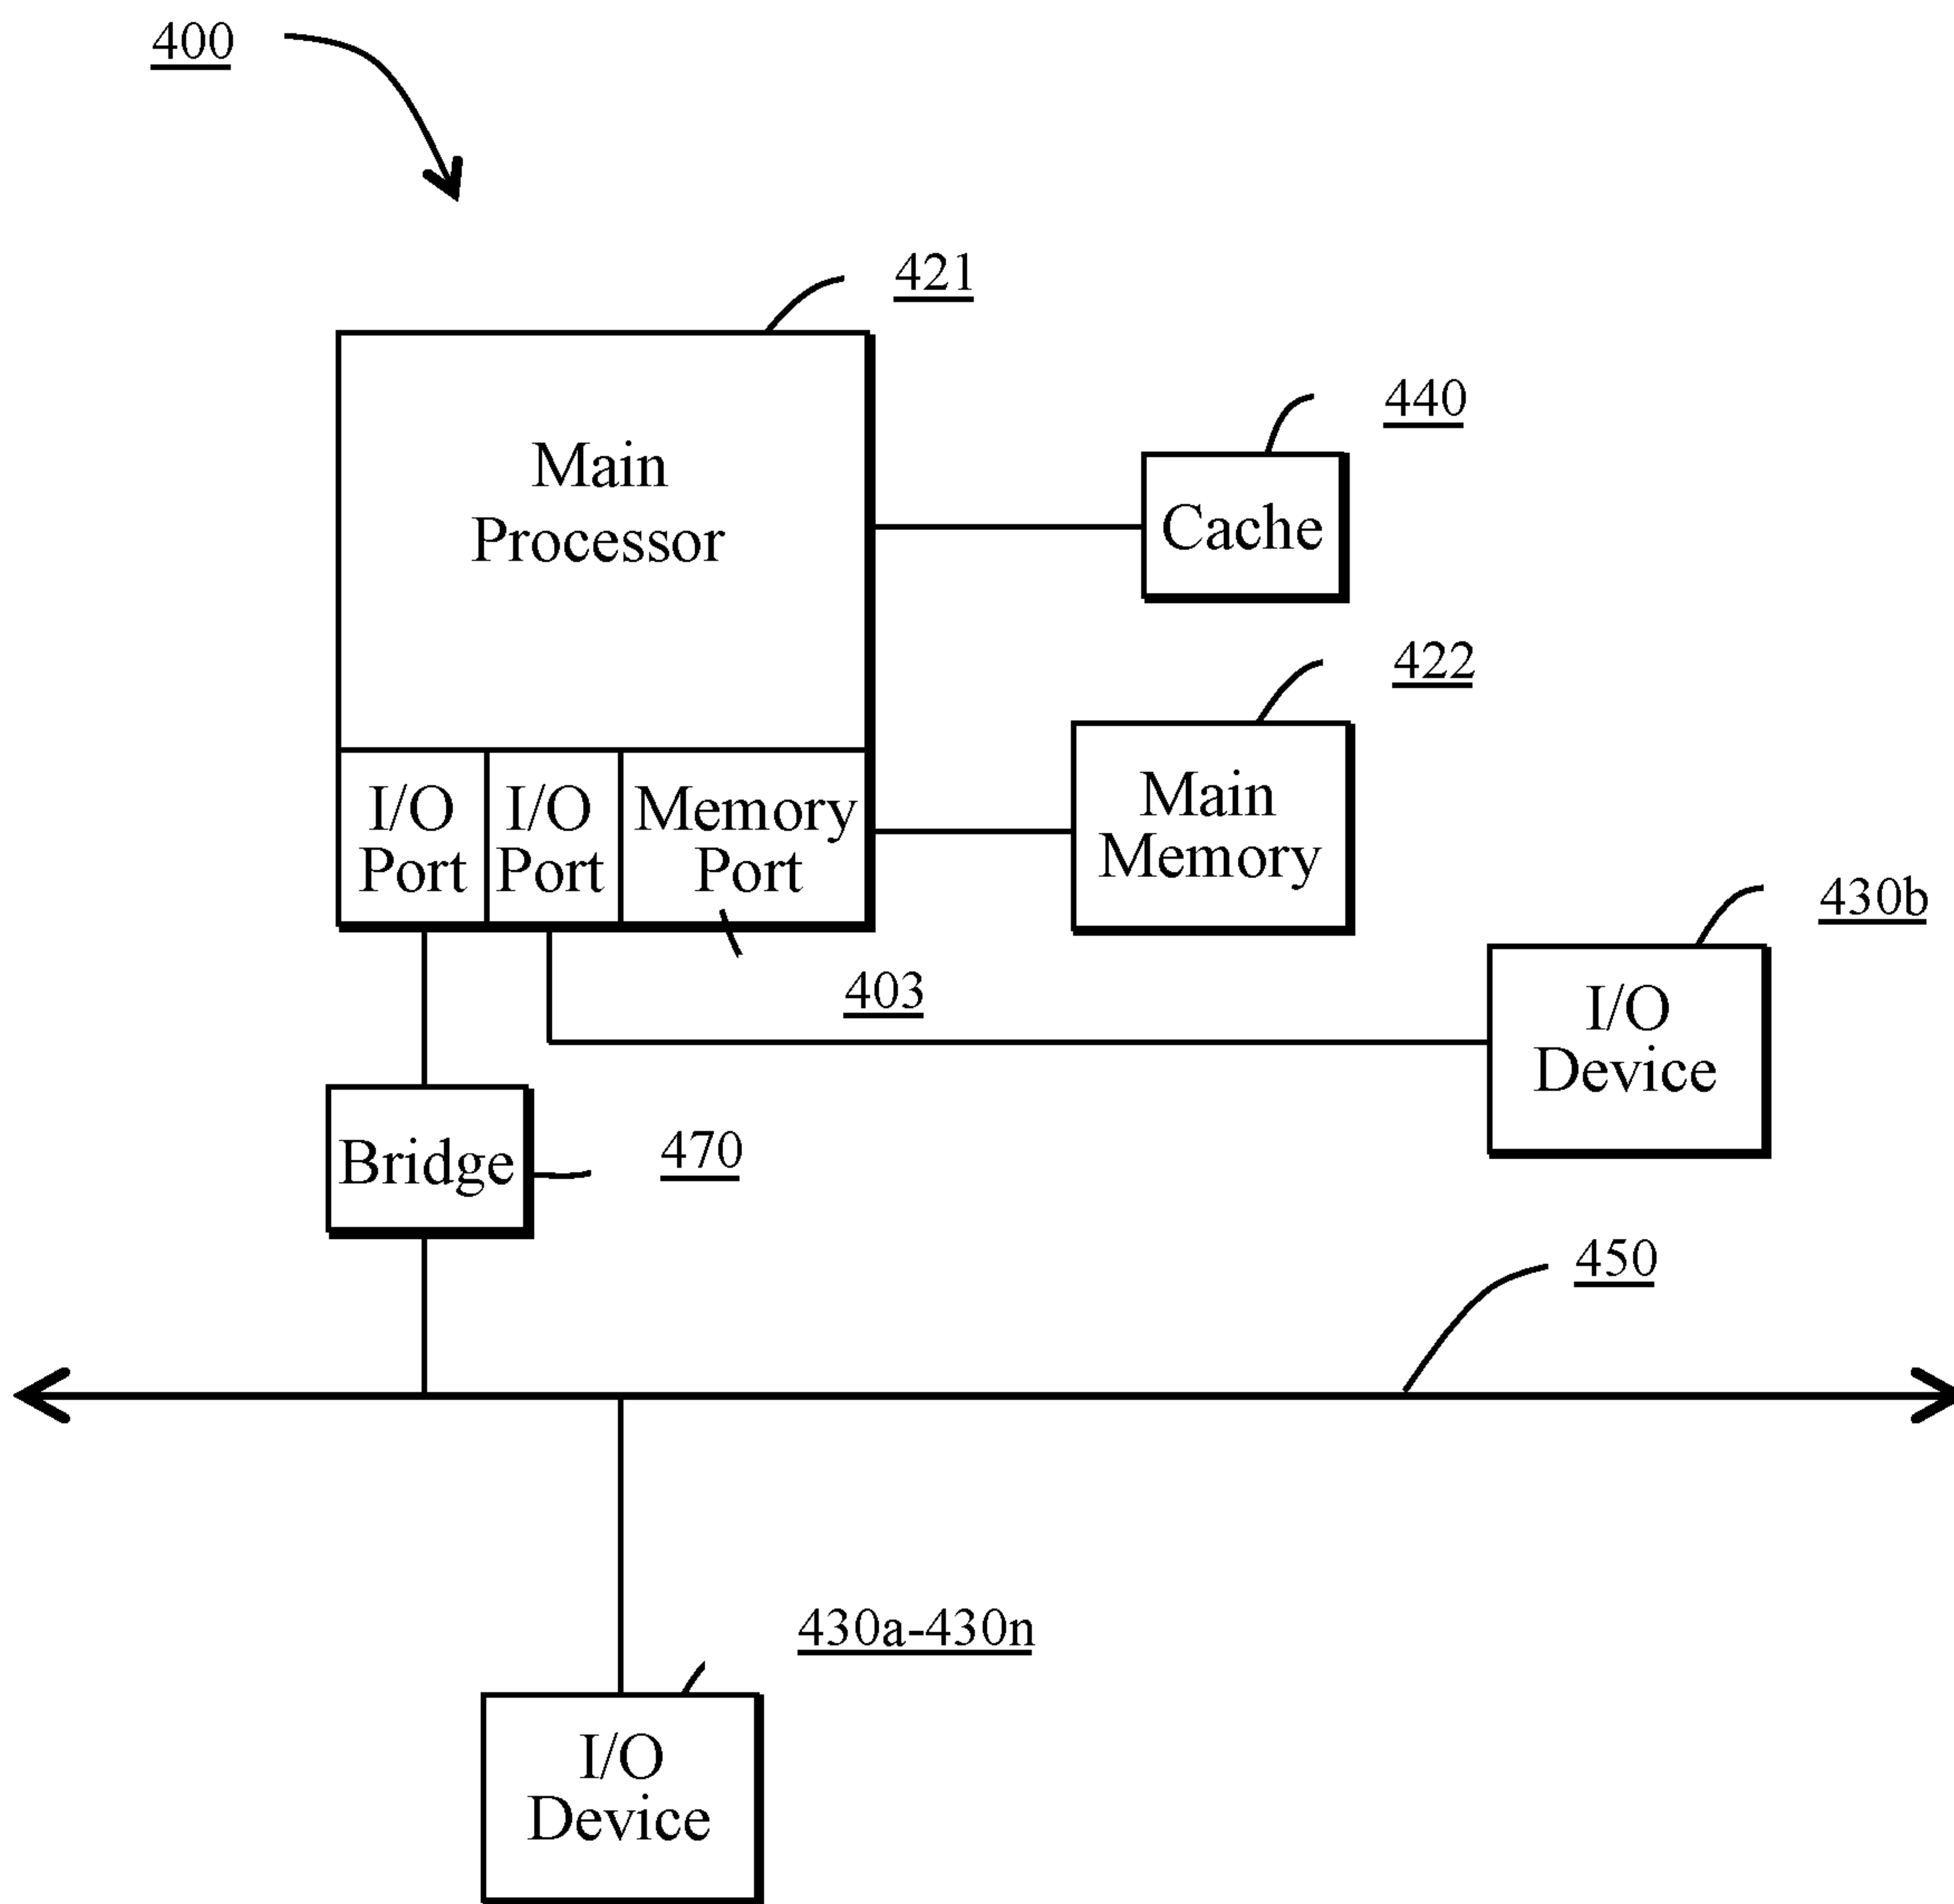 400
421
440
Main
Processor
Cache
422
I/O
Port
I/O
Port
Memory
Port
Main
Memory
430b
403
I/O
Device
Bridge
470
450
430a-430n
I/O
Device